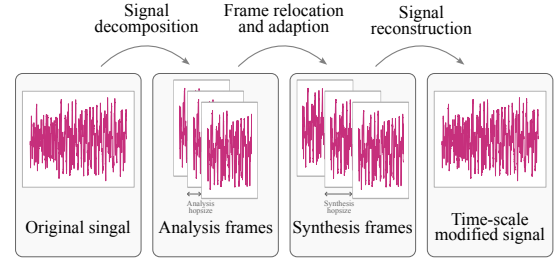 Signal
decomposition
Frame relocation
and adaption
Signal
reconstruction
Analysis
hopsize
Synthesis
hopsize
Original singal
Analysis frames
Synthesis frames
Time-scale
modified signal